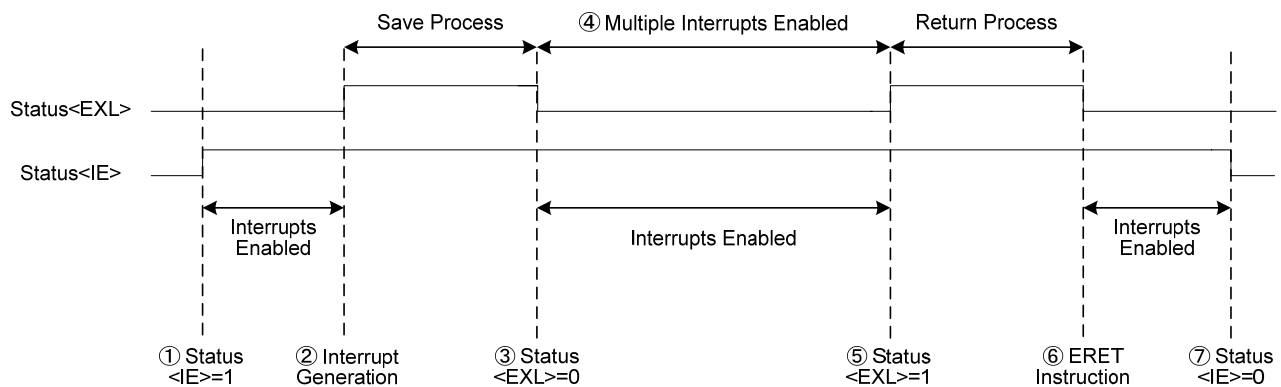 Save Process
④ Multiple Interrupts Enabled
Return Process
Status<EXL>
Status<IE>
Interrupts
Enabled
Interrupts Enabled
Interrupts
Enabled
① Status
<IE>=1
② Interrupt
Generation
③ Status
<EXL>=0
⑤ Status
<EXL>=1
⑥ ERET
Instruction
⑦ Status
<IE>=0